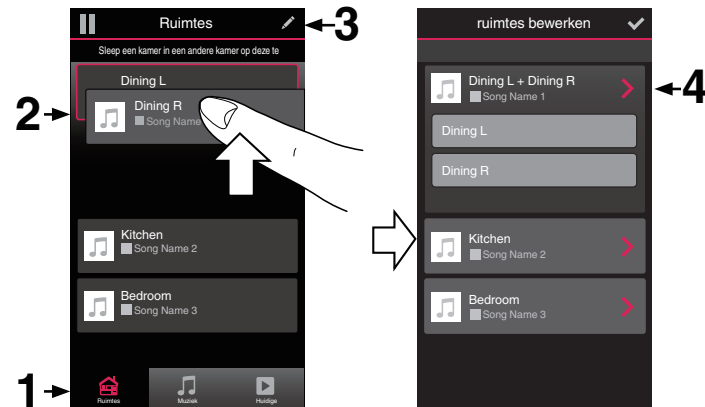 Ruimtes
3
Sleep een kamer in een andere kamer op deze te
Dining L
2
Dining R
Song Name
Kitchen
Song Name 2
Bedroom
Song Name 3
1
Ruimtes
Muziek
Huidige
ruimtes bewerken
Dining L + Dining R
4
Song Name 1
Dining L
Dining R
Kitchen
Song Name 2
Bedroom
Song Name 3